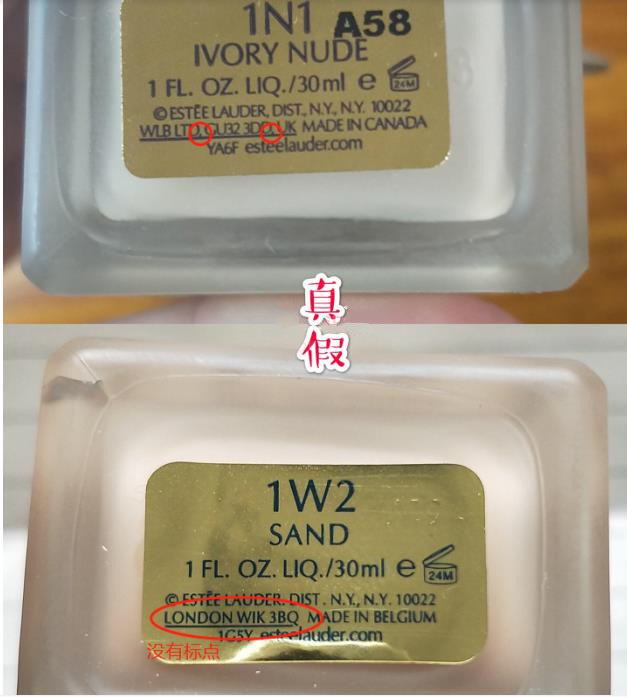 1N1 A58
IVORY NUDE
1 FL. OZ. LIQ./30ml e 24M
© ESTĒE LAUDER, DIST., N.Y., N.Y. 10022
WLB LTD, GU32 3DD, UK MADE IN CANADA
YA6F esteelauder.com
真
假
1W2
SAND
1 FL. OZ. LIQ./30ml e 24M
© ESTĒE LAUDER, DIST. N.Y., N.Y. 10022
LONDON WIK 3BQ MADE IN BELGIUM
1G5Y esteelauder.com
没有标点